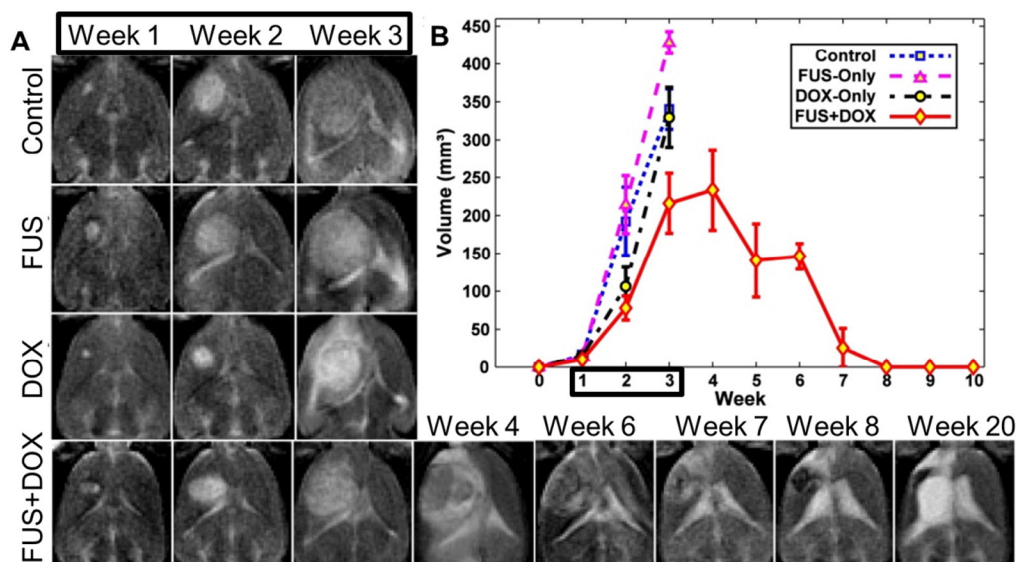 A
Week 1 Week 2 Week 3
Control
FUS
DOX
FUS+DOX
Week 4 Week 6 Week 7 Week 8 Week 20
B
Volume (mm³)
450
400
350
300
250
200
150
100
50
0
Control
FUS-Only
DOX-Only
FUS+DOX
0 1 2 3 4 5 6 7 8 9 10
Week